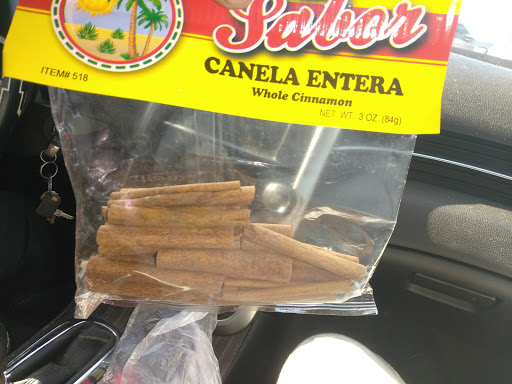 Sabor
ITEM# 518
CANELA ENTERA
Whole Cinnamon
NET WT. 3 OZ. (84g)